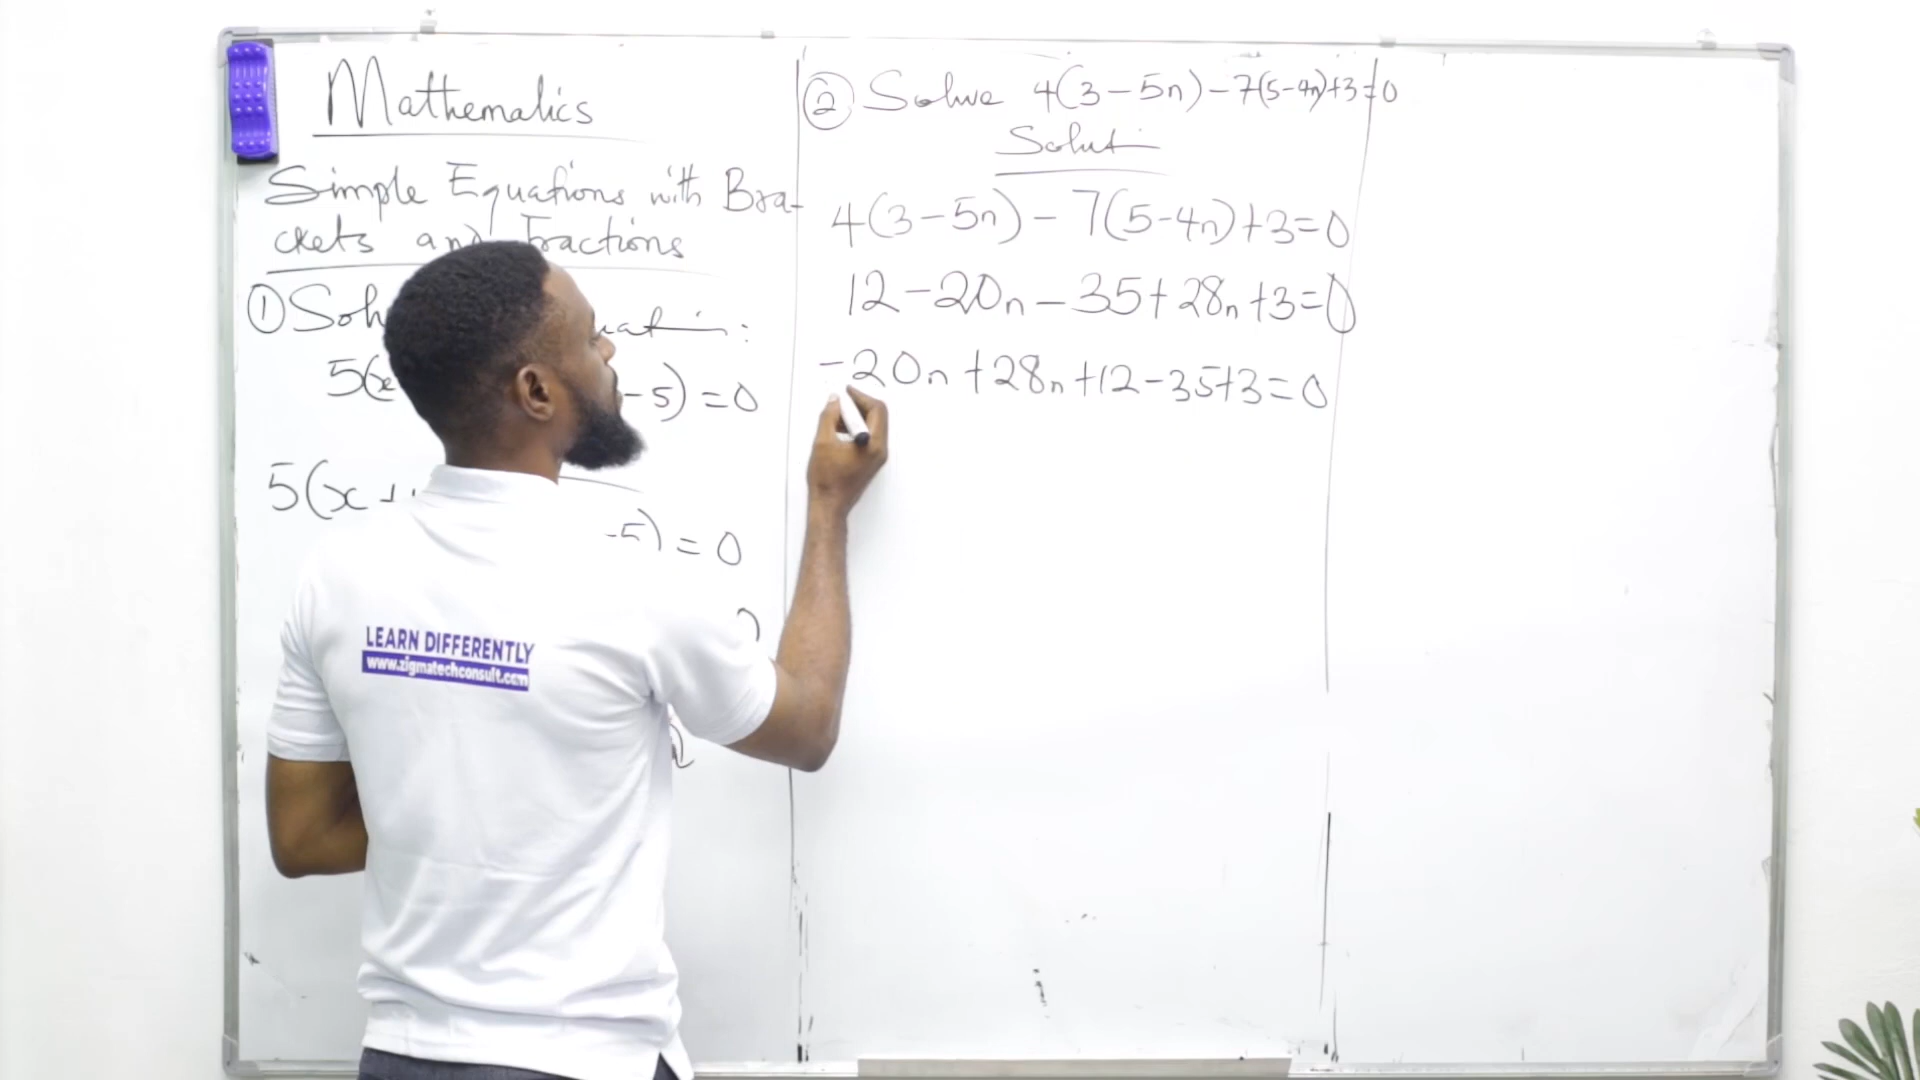 Mathematics
Simple Equations with Bra-
ckets and Fractions
① Sol
5(x -5) = 0
5(x + -5) = 0
② Solve 4(3-5n)-7(5-4n)+3=0
Soluti
4(3-5n)-7(5-4n)+3=0
12-20n-35+28n+3=0
-20n+28n+12-35+3=0
LEARN DIFFERENTLY
www.zigmatechconsult.com